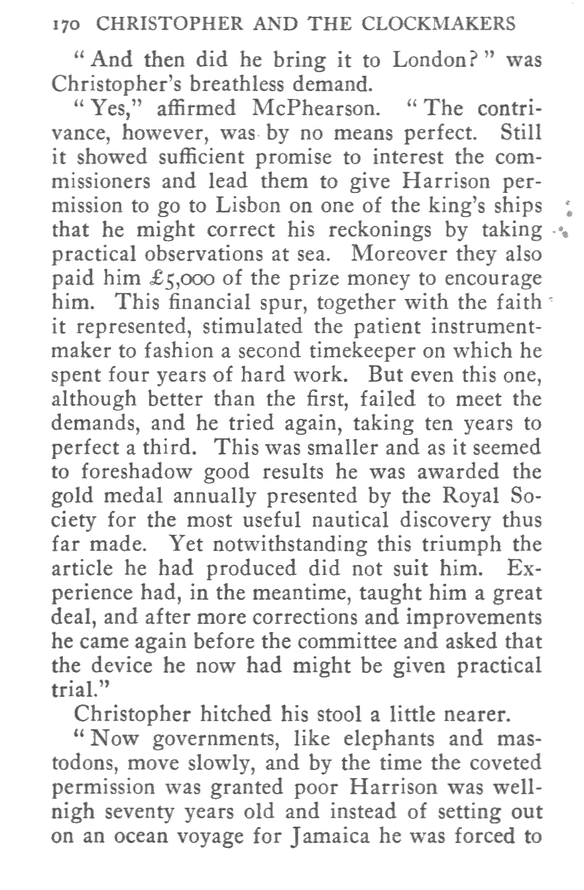 170 CHRISTOPHER AND THE CLOCKMAKERS
“ And then did he bring it to London? ” was
Christopher’s breathless demand.
“ Yes,” affirmed McPhearson. “ The contri-
vance, however, was by no means perfect. Still
it showed sufficient promise to interest the com-
missioners and lead them to give Harrison per-
mission to go to Lisbon on one of the king’s ships
that he might correct his reckonings by taking
practical observations at sea. Moreover they also
paid him £5,000 of the prize money to encourage
him. This financial spur, together with the faith
it represented, stimulated the patient instrument-
maker to fashion a second timekeeper on which he
spent four years of hard work. But even this one,
although better than the first, failed to meet the
demands, and he tried again, taking ten years to
perfect a third. This was smaller and as it seemed
to foreshadow good results he was awarded the
gold medal annually presented by the Royal So-
ciety for the most useful nautical discovery thus
far made. Yet notwithstanding this triumph the
article he had produced did not suit him. Ex-
perience had, in the meantime, taught him a great
deal, and after more corrections and improvements
he came again before the committee and asked that
the device he now had might be given practical
trial.”
Christopher hitched his stool a little nearer.
“ Now governments, like elephants and mas-
todons, move slowly, and by the time the coveted
permission was granted poor Harrison was well-
nigh seventy years old and instead of setting out
on an ocean voyage for Jamaica he was forced to